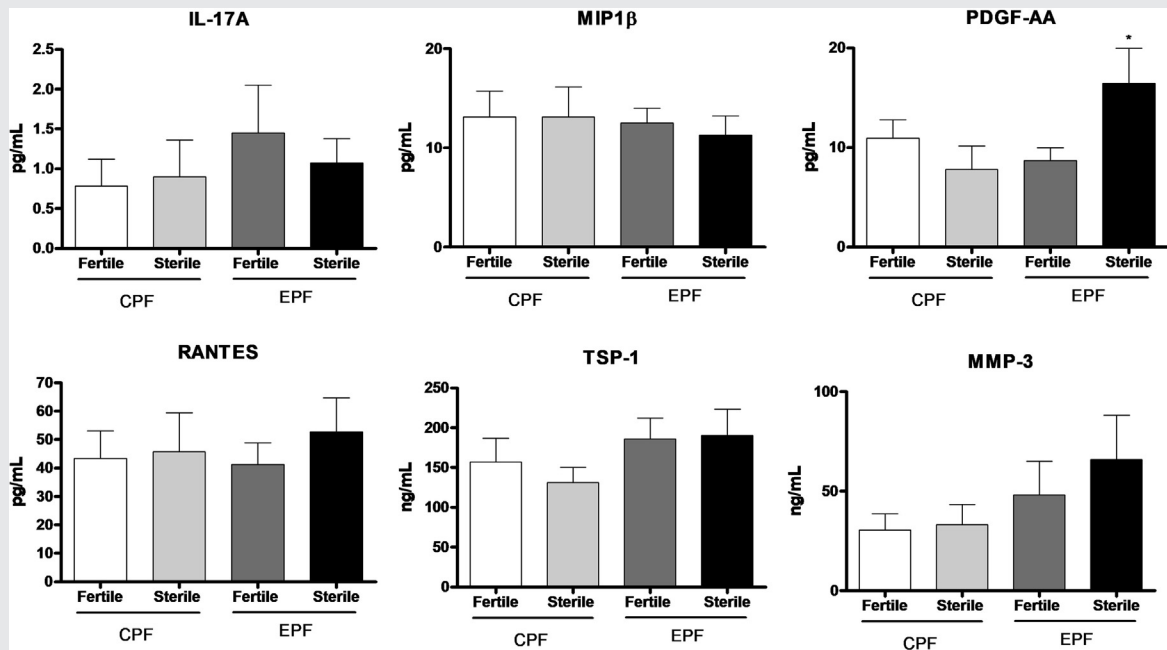 IL-17A
pg/mL
2.5
2.0
1.5
1.0
0.5
0.0
Fertile Sterile Fertile Sterile
CPF EPF
MIP1β
pg/mL
20
10
0
Fertile Sterile Fertile Sterile
CPF EPF
PDGF-AA
pg/mL
20
10
0
*
Fertile Sterile Fertile Sterile
CPF EPF
RANTES
pg/mL
70
60
50
40
30
20
10
0
Fertile Sterile Fertile Sterile
CPF EPF
TSP-1
ng/mL
250
200
150
100
50
0
Fertile Sterile Fertile Sterile
CPF EPF
MMP-3
ng/mL
100
50
0
Fertile Sterile Fertile Sterile
CPF EPF